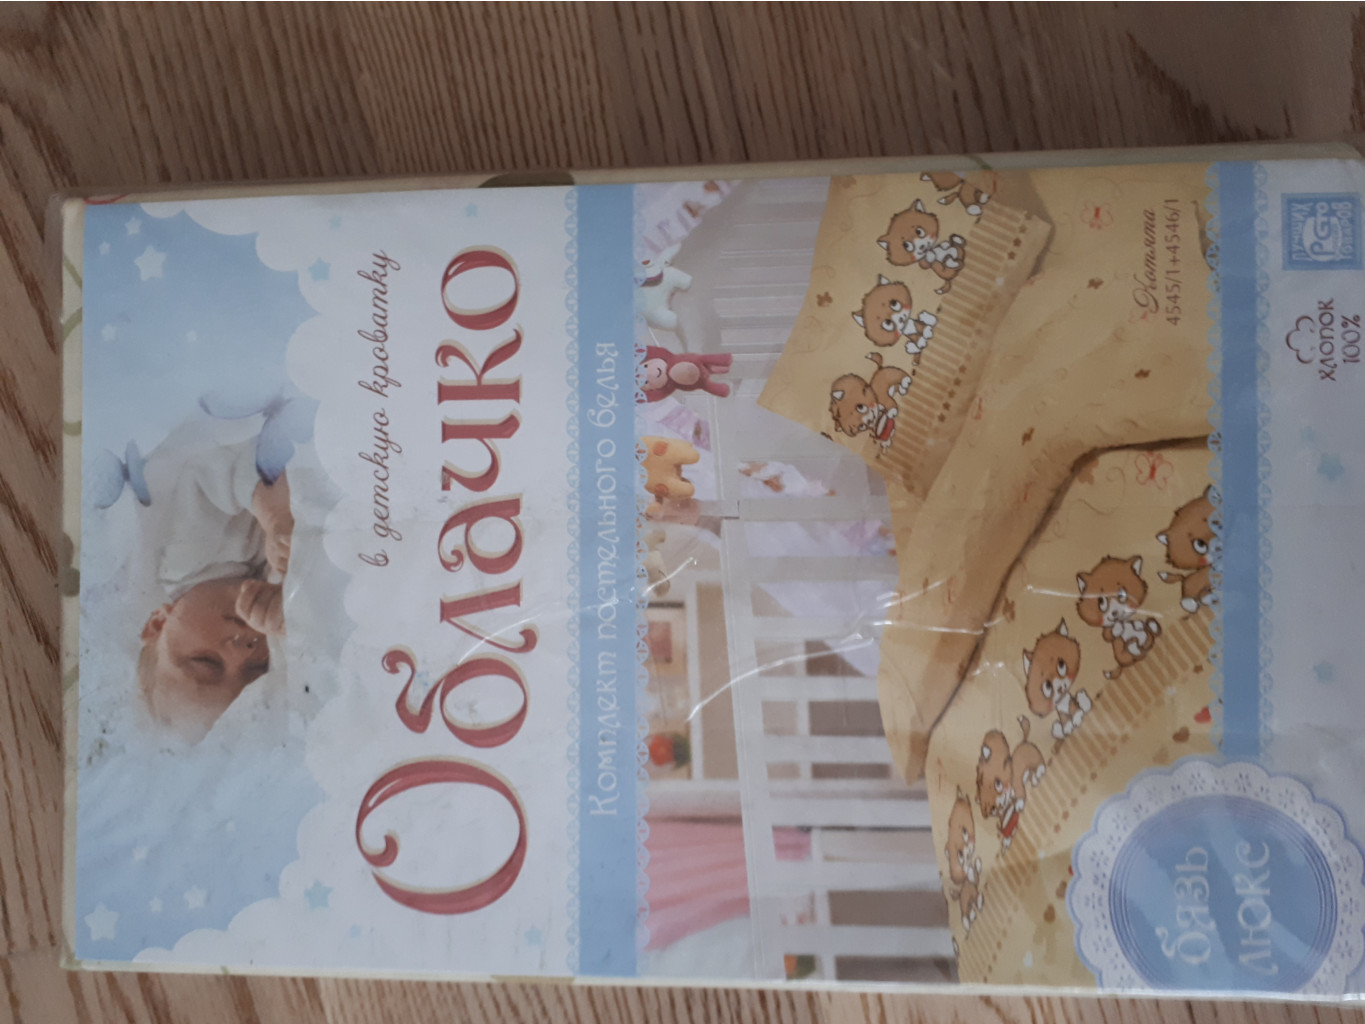 в детскую кроватку
Облачко
Комплект постельного белья
Котята
4545/1+4546/1
бязь
люкс
хлопок
100%